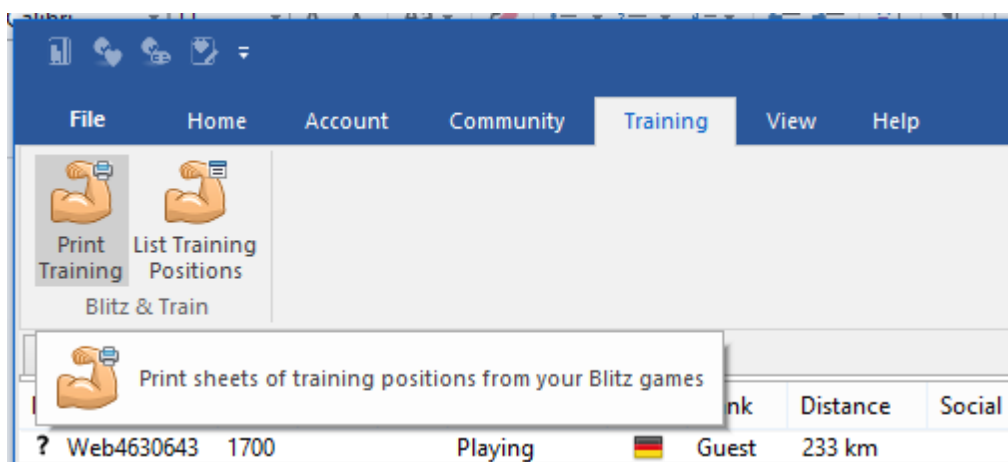 File Home Account Community Training View Help
Print Training
List Training Positions
Blitz & Train
Print sheets of training positions from your Blitz games
Distance Social
? Web4630643 1700 Playing Guest 233 km